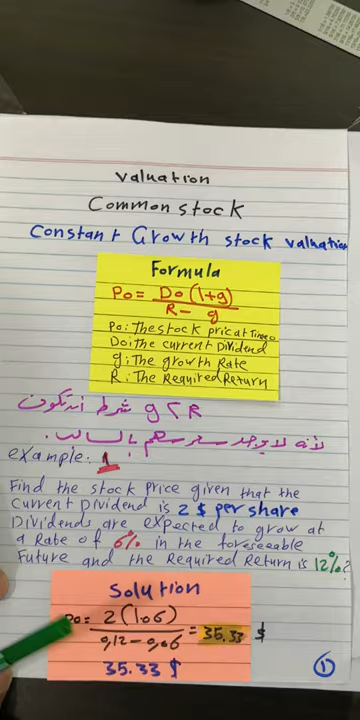 Valuation
Common stock
Constant Growth stock valuation
Formula
Po = Do (1+g)
R - g
Po: The stock price at Time 0
Do: The current Dividend
g: The growth Rate
R: The Required Return
شرط ان تكون g < R
لأنه لا يوجد سعر سهم بالسالب.
example: 1
Find the stock price given that the
Current Dividend is 2 $ per share
Dividends are expected to grow at
a Rate of 6% in the foreseeable
Future and the Required Return is 12%?
Solution
Po = 2 (1.06)
0,12 - 0,06
= 35.33 $
35.33 $
1